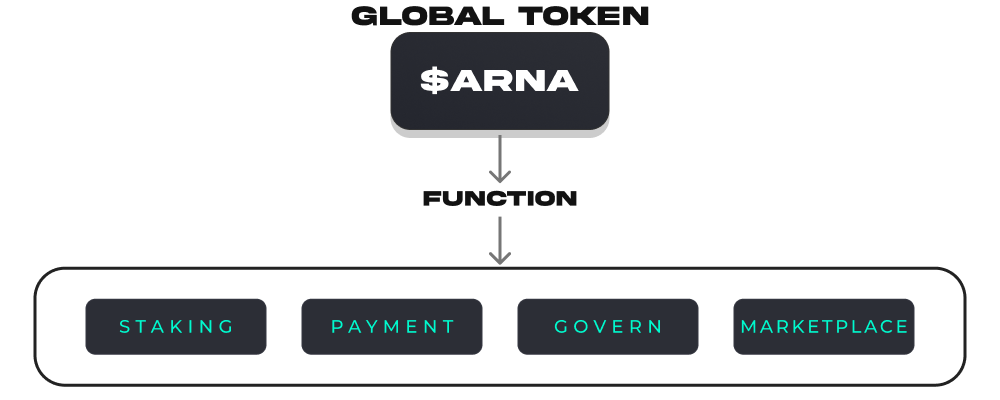 GLOBAL TOKEN
$ARNA
FUNCTION
STAKING
PAYMENT
GOVERN
MARKETPLACE